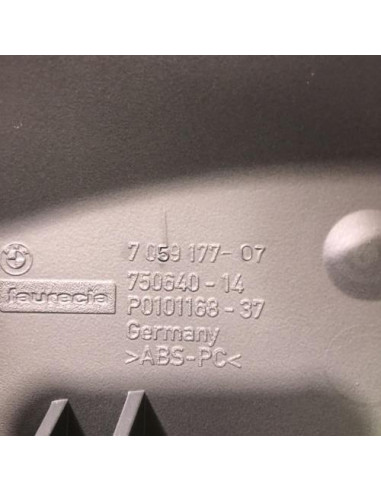 7 059 177-07
750640-14
faurecia
P0101168-37
Germany
>ABS-PC<